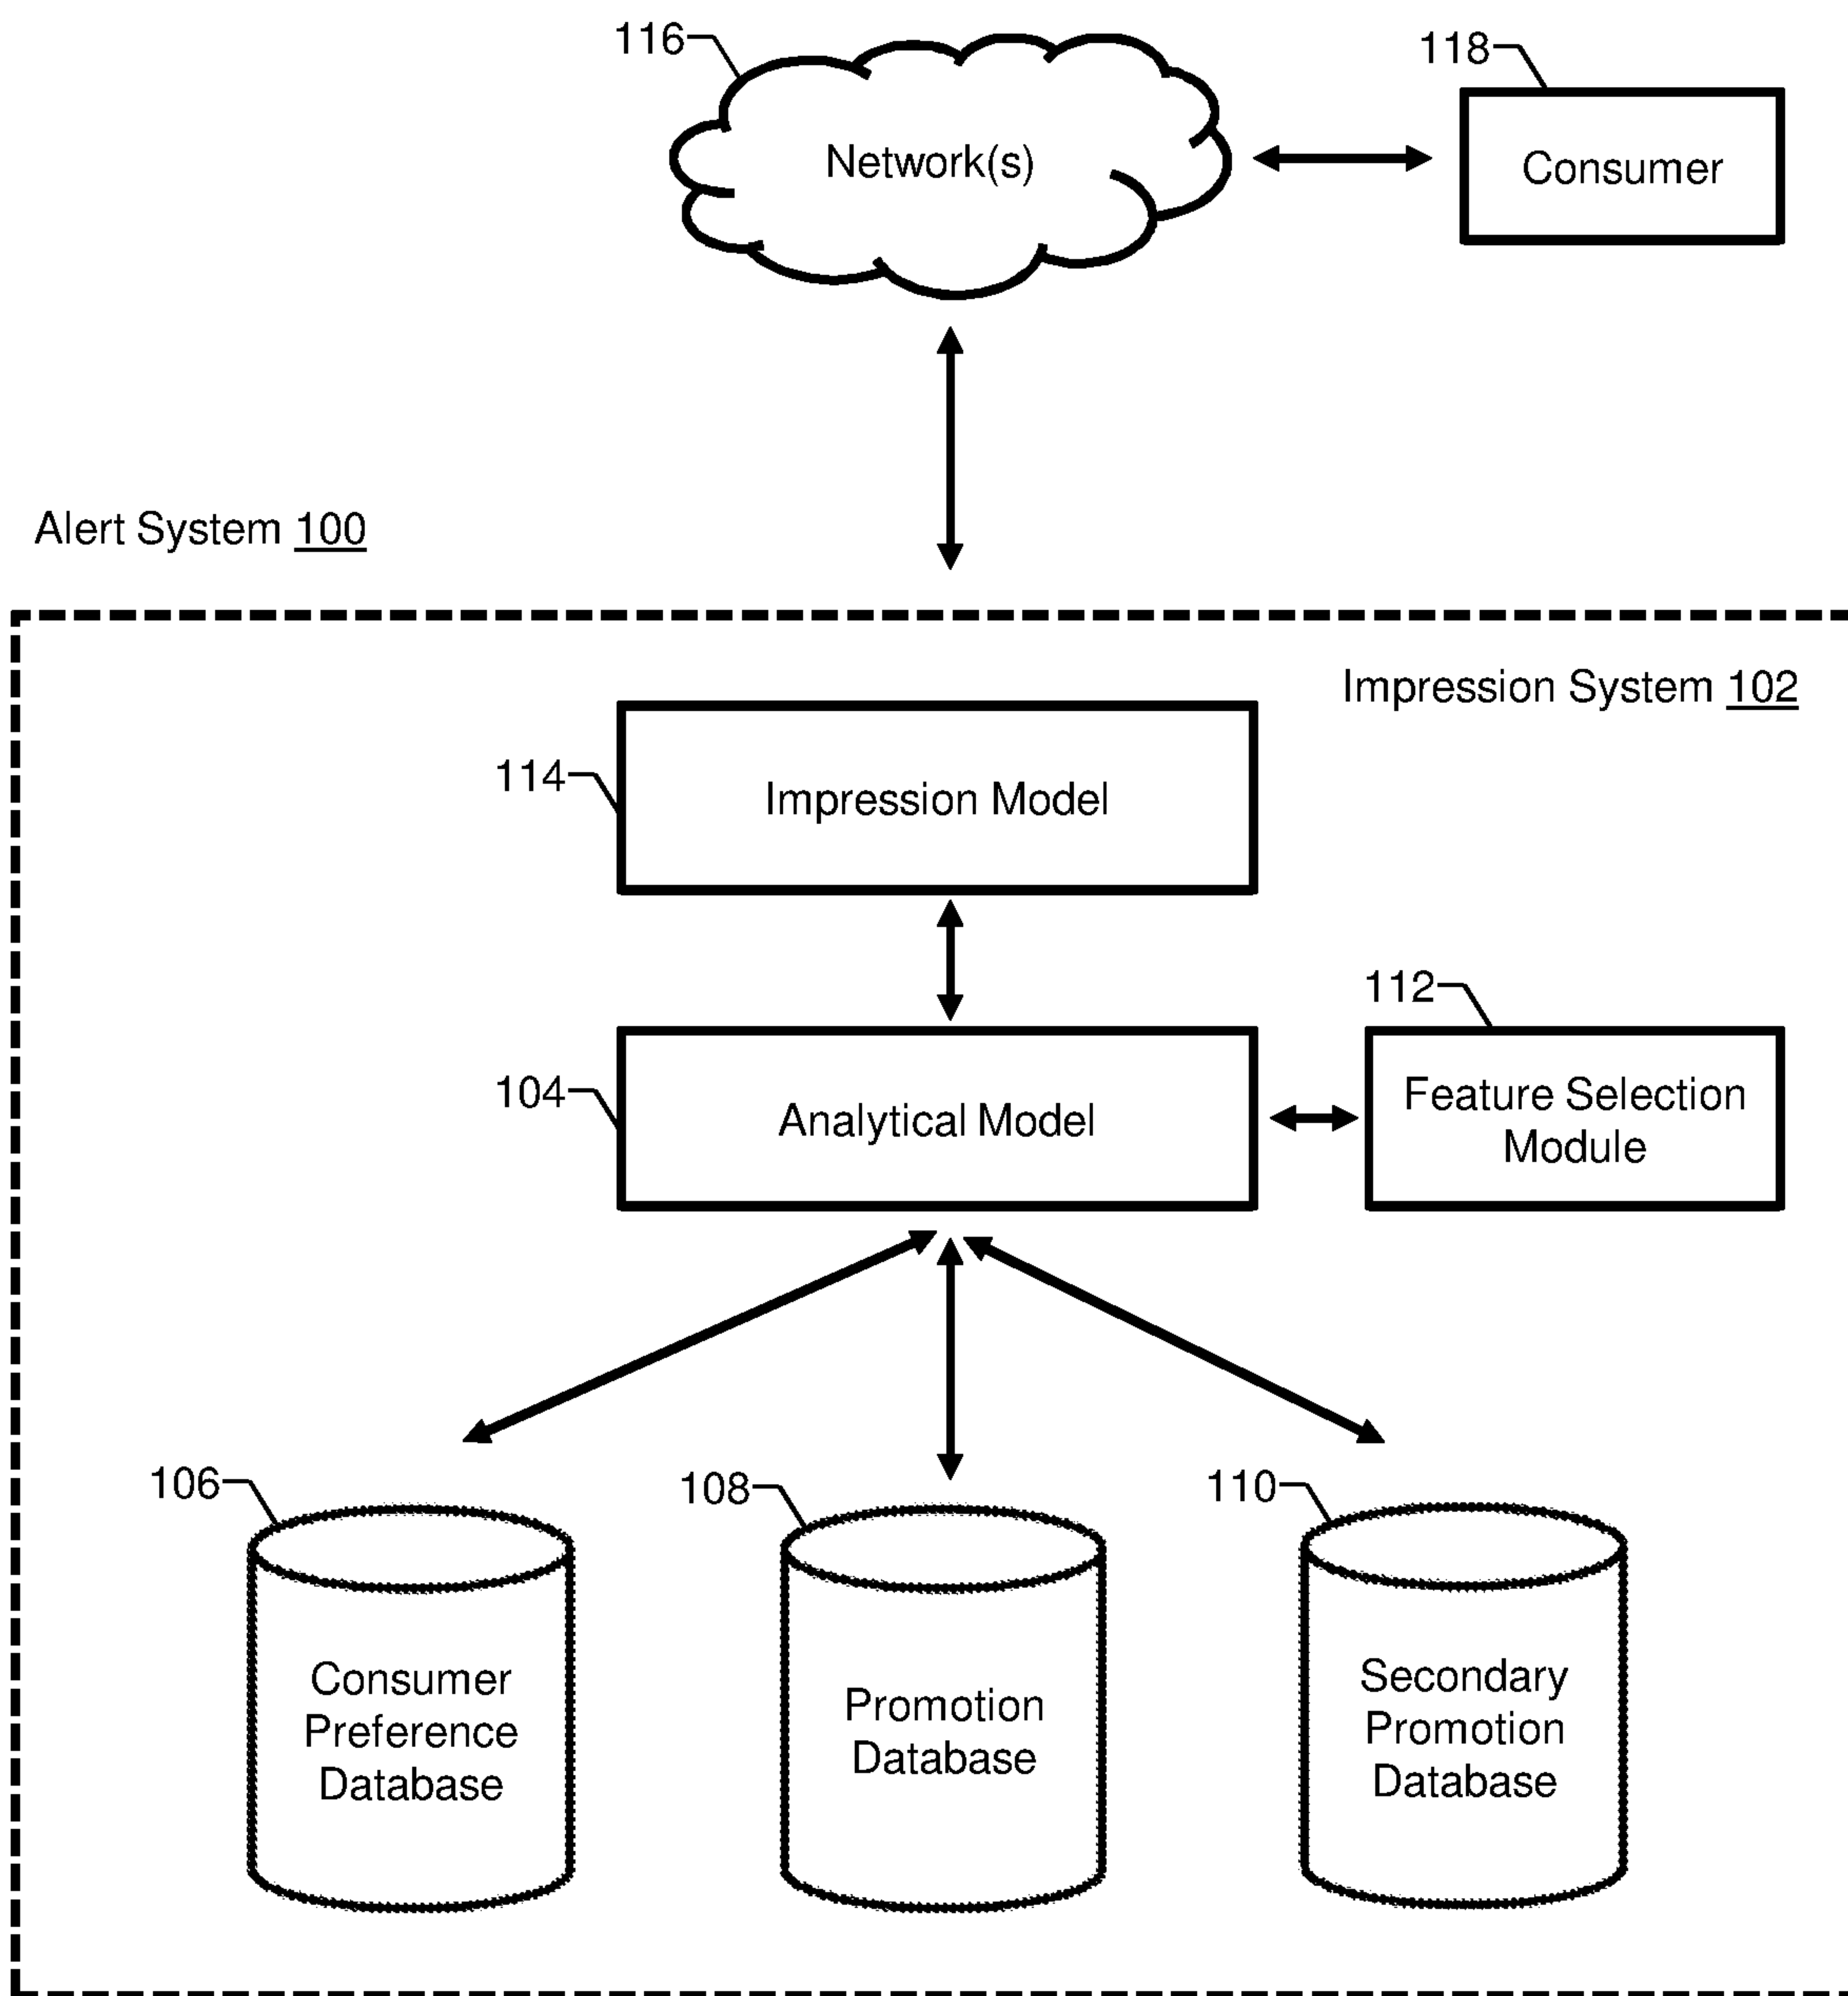 116
118
Network(s)
Consumer
Alert System 100
Impression System 102
114
Impression Model
112
104
Analytical Model
Feature Selection
Module
106
108
110
Consumer
Preference
Database
Promotion
Database
Secondary
Promotion
Database